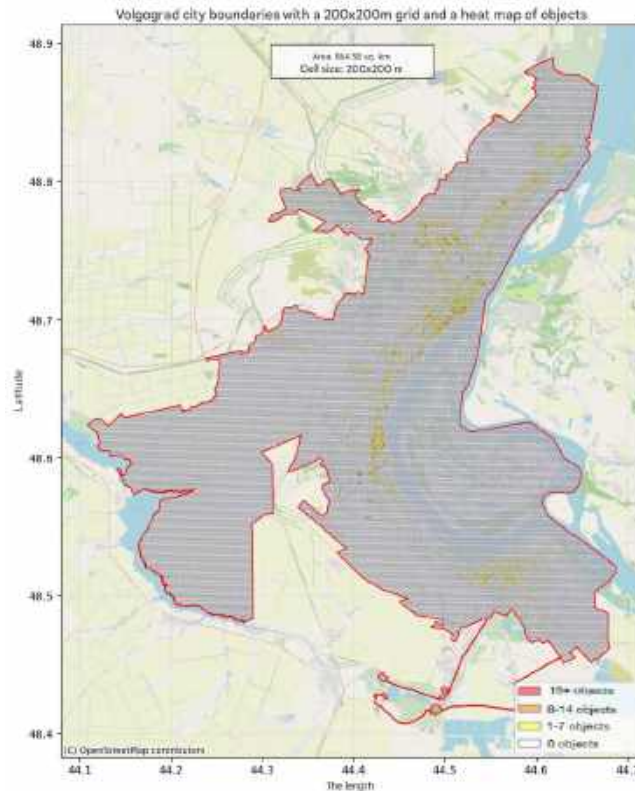 Volgograd city boundaries with a 200x200m grid and a heat map of objects
Cell size: 200x200 m
48.9
48.8
48.7
48.6
48.5
48.4
Latitude
15+ objects
8-14 objects
1-7 objects
0 objects
(C) OpenStreetMap contributors
44.1 44.2 44.3 44.4 44.5 44.6 44.7
The length